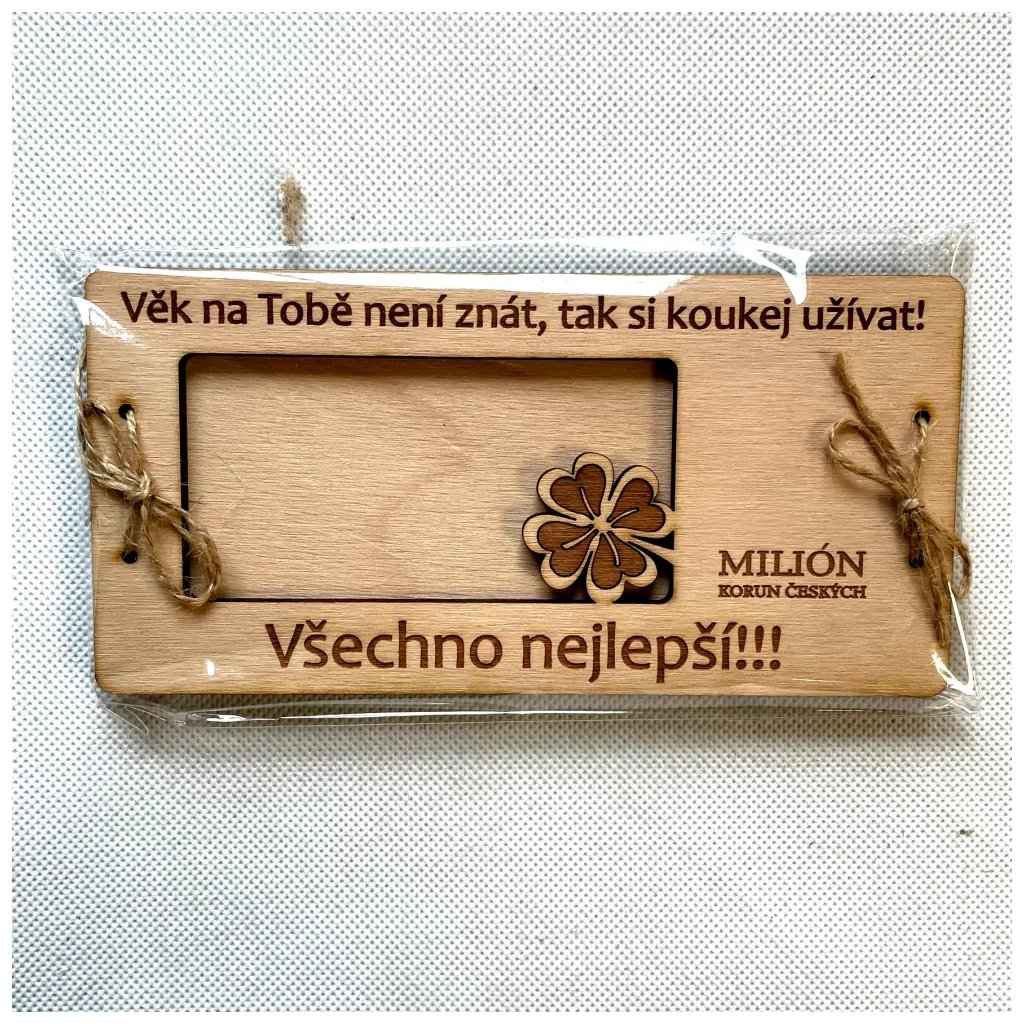 Věk na Tobě není znát, tak si koukej užívat!
MILIÓN
KORUN ČESKÝCH
Všechno nejlepší!!!